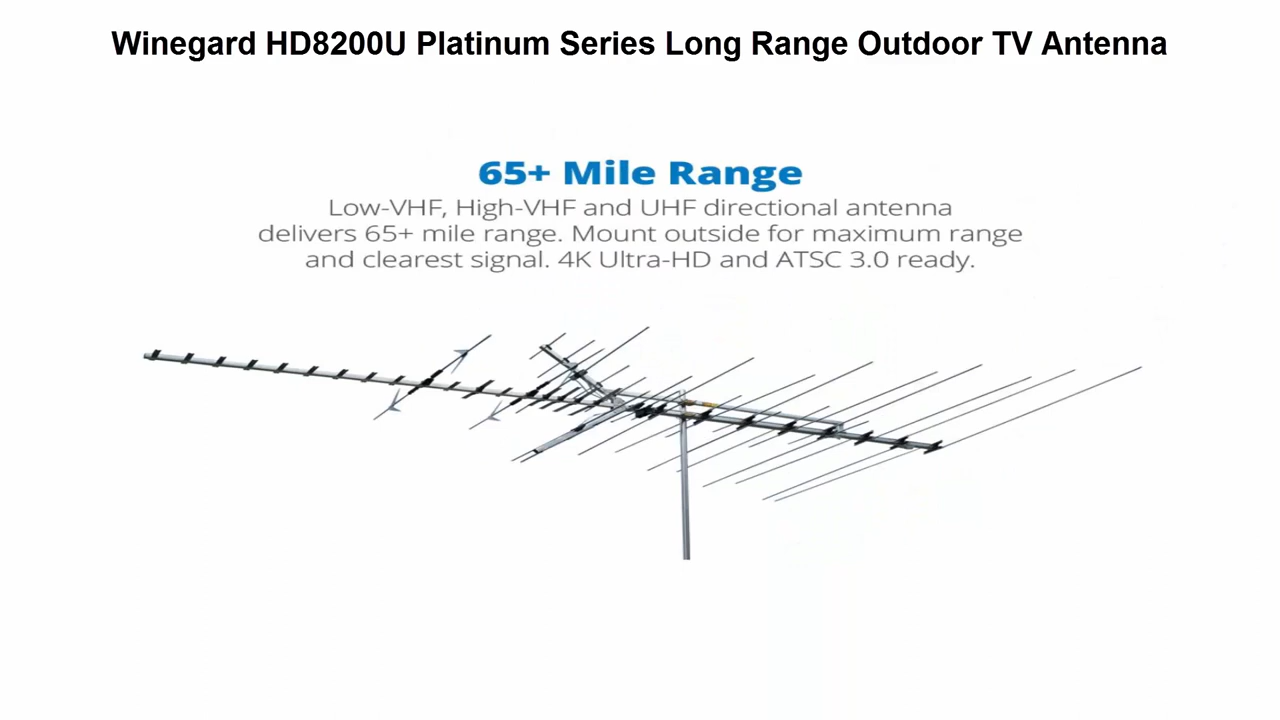 Winegard HD8200U Platinum Series Long Range Outdoor TV Antenna
65+ Mile Range
Low-VHF, High-VHF and UHF directional antenna
delivers 65+ mile range. Mount outside for maximum range
and clearest signal. 4K Ultra-HD and ATSC 3.0 ready.